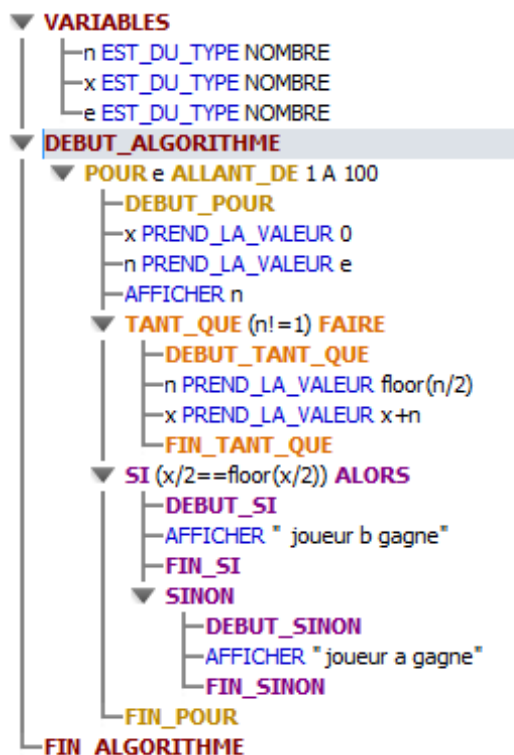 VARIABLES
n EST_DU_TYPE NOMBRE
x EST_DU_TYPE NOMBRE
e EST_DU_TYPE NOMBRE
DEBUT_ALGORITHME
POUR e ALLANT_DE 1 A 100
DEBUT_POUR
x PREND_LA_VALEUR 0
n PREND_LA_VALEUR e
AFFICHER n
TANT_QUE (n!=1) FAIRE
DEBUT_TANT_QUE
n PREND_LA_VALEUR floor(n/2)
x PREND_LA_VALEUR x+n
FIN_TANT_QUE
SI (x/2==floor(x/2)) ALORS
DEBUT_SI
AFFICHER " joueur b gagne"
FIN_SI
SINON
DEBUT_SINON
AFFICHER "joueur a gagne"
FIN_SINON
FIN_POUR
FIN_ALGORITHME